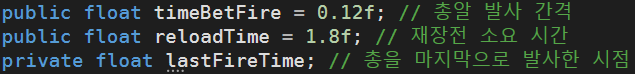 public float timeBetFire = 0.12f; // 총알 발사 간격
public float reloadTime = 1.8f; // 재장전 소요 시간
private float lastFireTime; // 총을 마지막으로 발사한 시점